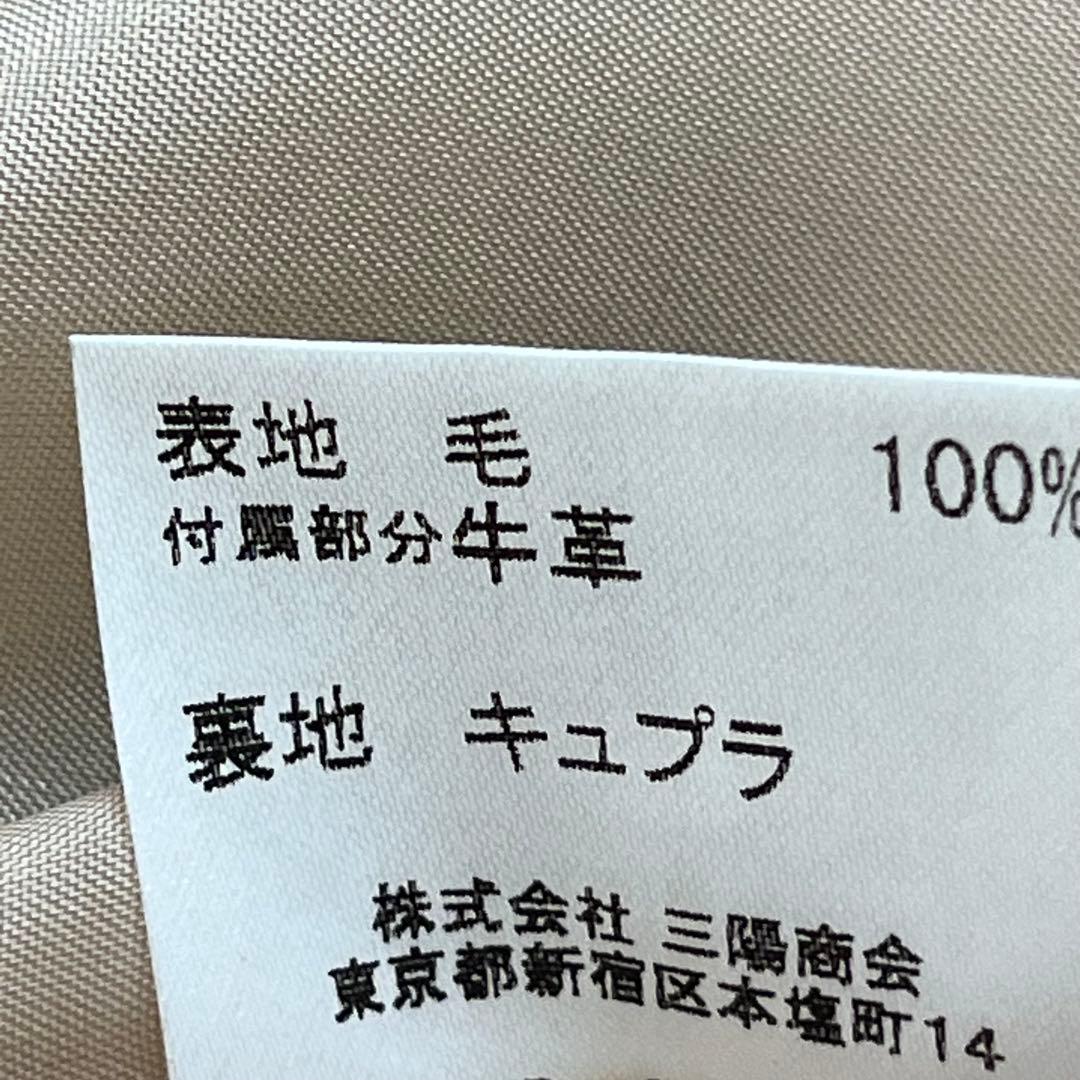 表地 毛 100%
付属部分牛革
裏地 キュプラ
株式会社 三陽商会
東京都新宿区本塩町14